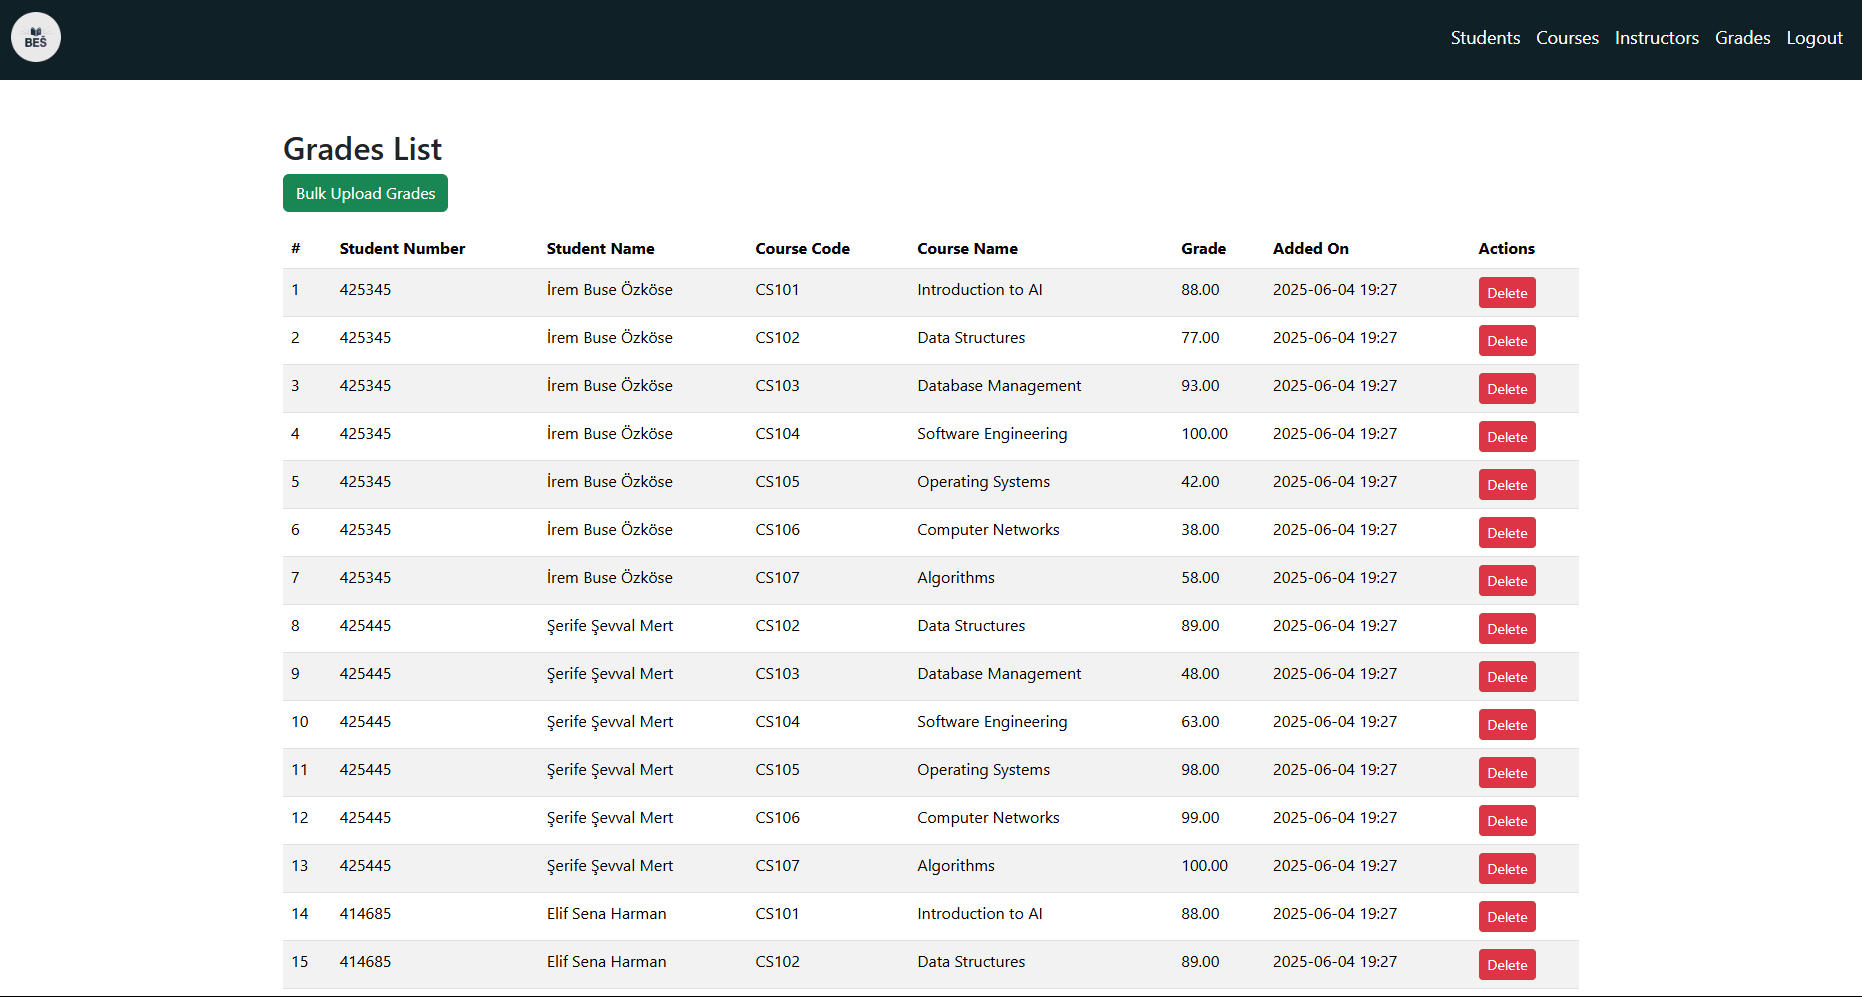 BEŞ
Students Courses Instructors Grades Logout
Grades List
Bulk Upload Grades
# Student Number Student Name Course Code Course Name Grade Added On Actions
1 425345 İrem Buse Özköse CS101 Introduction to AI 88.00 2025-06-04 19:27 Delete
2 425345 İrem Buse Özköse CS102 Data Structures 77.00 2025-06-04 19:27 Delete
3 425345 İrem Buse Özköse CS103 Database Management 93.00 2025-06-04 19:27 Delete
4 425345 İrem Buse Özköse CS104 Software Engineering 100.00 2025-06-04 19:27 Delete
5 425345 İrem Buse Özköse CS105 Operating Systems 42.00 2025-06-04 19:27 Delete
6 425345 İrem Buse Özköse CS106 Computer Networks 38.00 2025-06-04 19:27 Delete
7 425345 İrem Buse Özköse CS107 Algorithms 58.00 2025-06-04 19:27 Delete
8 425445 Şerife Şevval Mert CS102 Data Structures 89.00 2025-06-04 19:27 Delete
9 425445 Şerife Şevval Mert CS103 Database Management 48.00 2025-06-04 19:27 Delete
10 425445 Şerife Şevval Mert CS104 Software Engineering 63.00 2025-06-04 19:27 Delete
11 425445 Şerife Şevval Mert CS105 Operating Systems 98.00 2025-06-04 19:27 Delete
12 425445 Şerife Şevval Mert CS106 Computer Networks 99.00 2025-06-04 19:27 Delete
13 425445 Şerife Şevval Mert CS107 Algorithms 100.00 2025-06-04 19:27 Delete
14 414685 Elif Sena Harman CS101 Introduction to AI 88.00 2025-06-04 19:27 Delete
15 414685 Elif Sena Harman CS102 Data Structures 89.00 2025-06-04 19:27 Delete